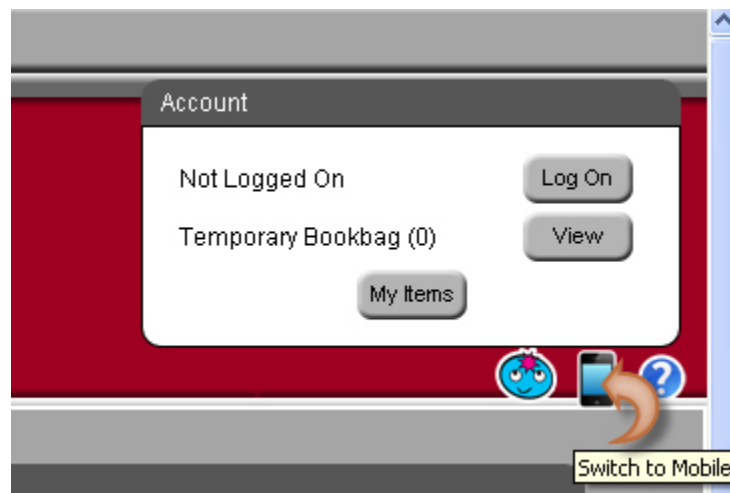 Account
Not Logged On
Log On
Temporary Bookbag (0)
View
My Items
?
Switch to Mobile